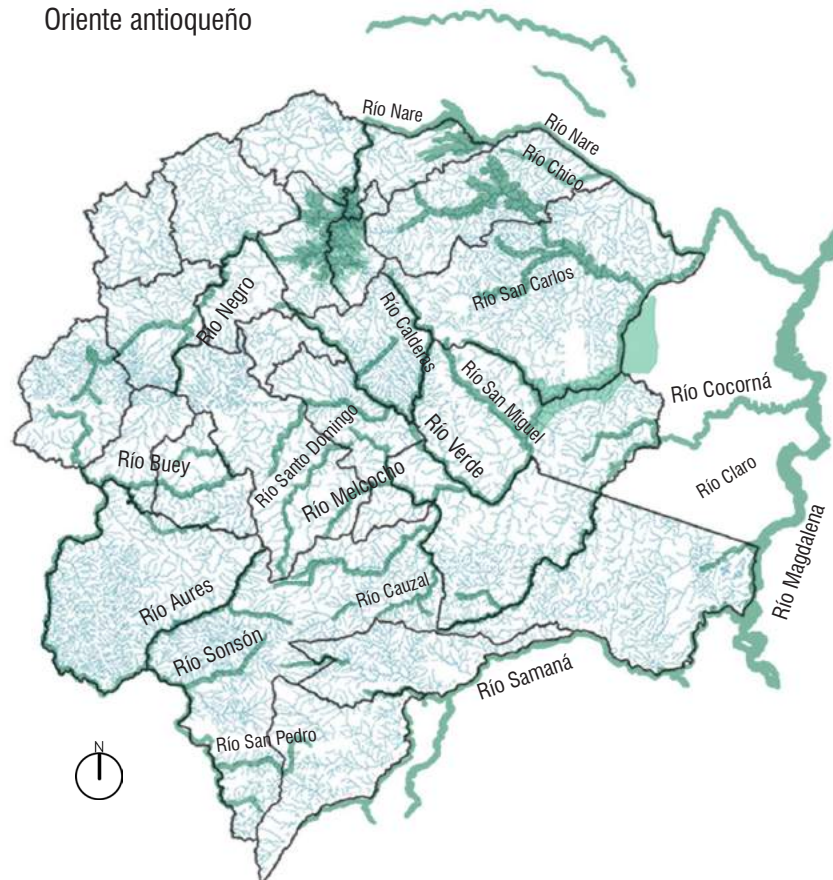 Oriente antioqueño
Río Nare
Río Nare
Río Chico
Río San Carlos
Río Negro
Río Calderas
Río San Miguel
Río Cocorná
Río Verde
Río Santo Domingo
Río Buey
Río Melcocho
Río Claro
Río Magdalena
Río Aures
Río Cauzal
Río Sonsón
Río Samaná
Río San Pedro
N